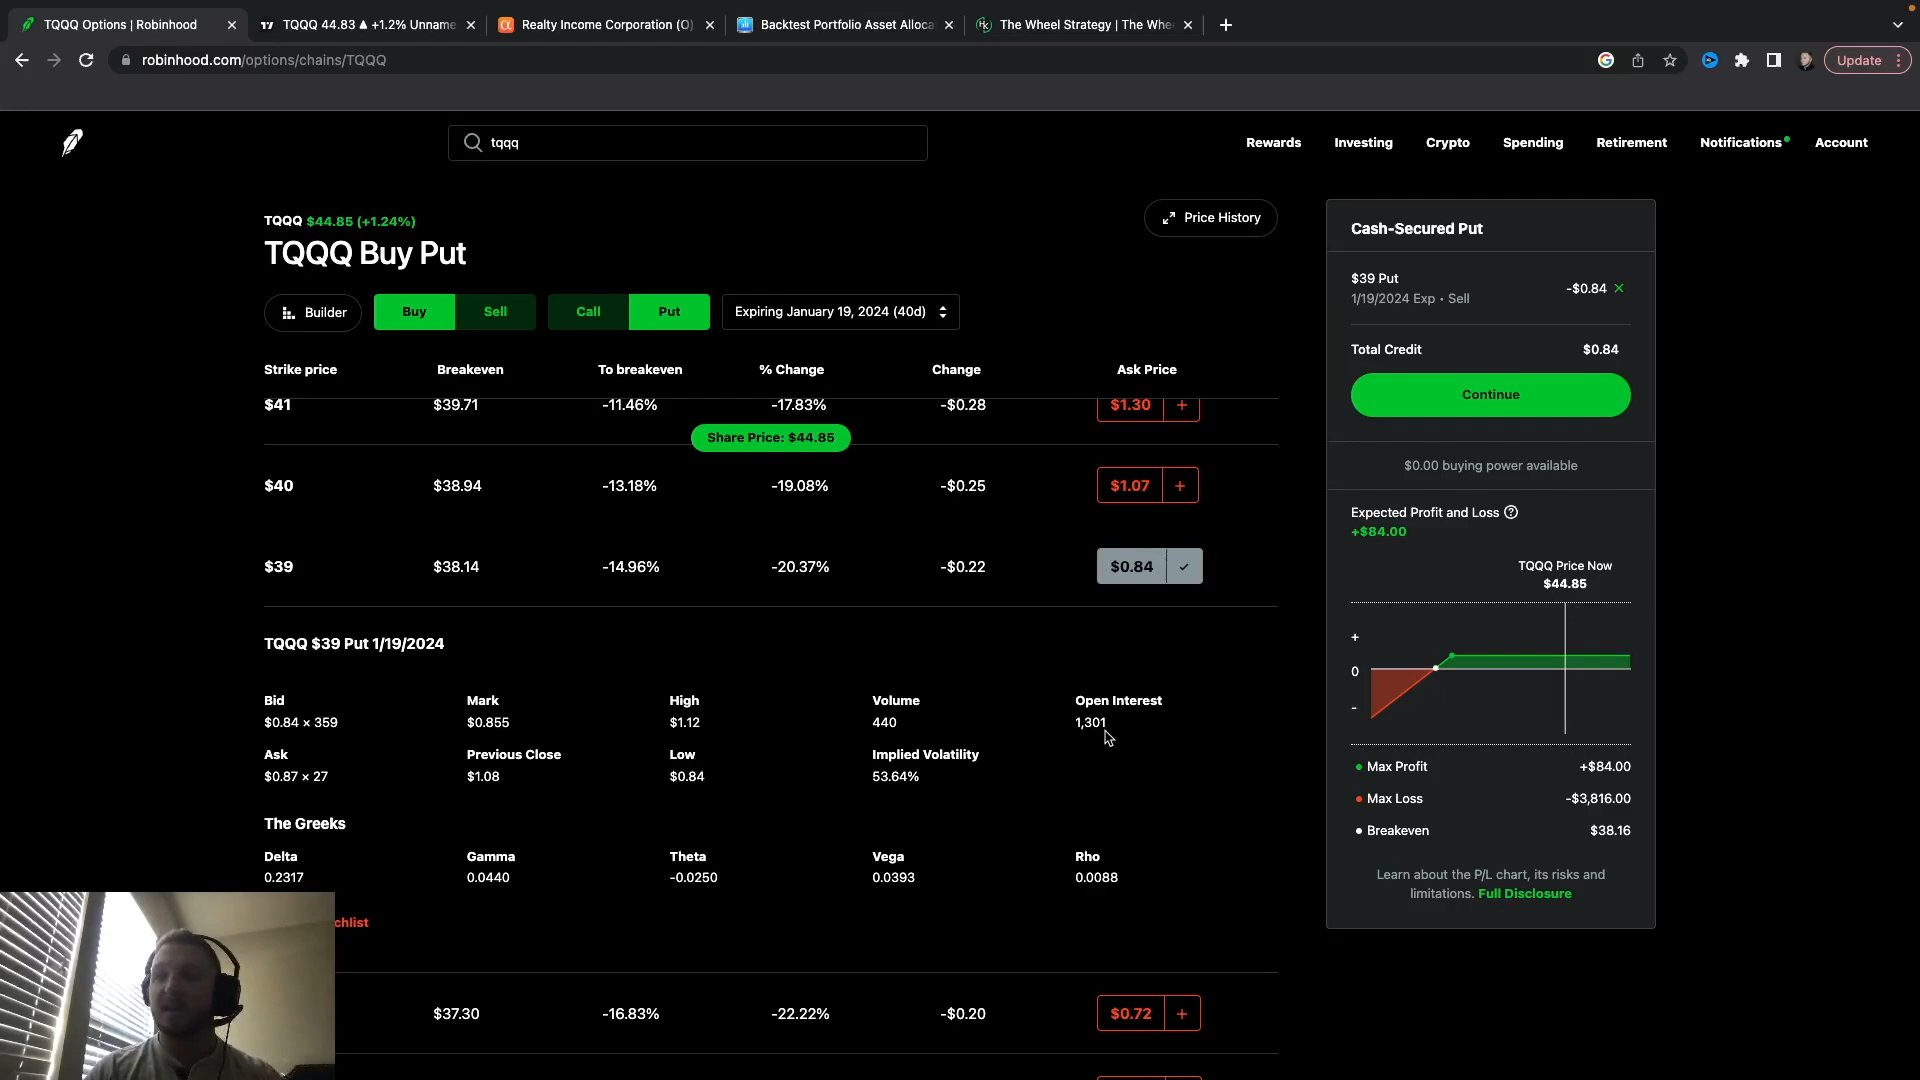 TQQQ Options | Robinhood
TQQQ 44.83 ▲ +1.2% Unname
Realty Income Corporation (O)
Backtest Portfolio Asset Alloca
The Wheel Strategy | The Whe
robinhood.com/options/chains/TQQQ
Update
tqqq
Rewards
Investing
Crypto
Spending
Retirement
Notifications
Account
TQQQ $44.85 (+1.24%)
TQQQ Buy Put
Price History
Builder
Buy
Sell
Call
Put
Expiring January 19, 2024 (40d)
Strike price Breakeven To breakeven % Change Change Ask Price
$41 $39.71 -11.46% -17.83% -$0.28 $1.30 +
Share Price: $44.85
$40 $38.94 -13.18% -19.08% -$0.25 $1.07 +
$39 $38.14 -14.96% -20.37% -$0.22 $0.84
TQQQ $39 Put 1/19/2024
Bid Mark High Volume Open Interest
$0.84 × 359 $0.855 $1.12 440 1,301
Ask Previous Close Low Implied Volatility
$0.87 × 27 $1.08 $0.84 53.64%
The Greeks
Delta Gamma Theta Vega Rho
0.2317 0.0440 -0.0250 0.0393 0.0088
chlist
$37.30 -16.83% -22.22% -$0.20 $0.72 +
Cash-Secured Put
$39 Put
-$0.84
1/19/2024 Exp • Sell
Total Credit $0.84
Continue
$0.00 buying power available
Expected Profit and Loss
+$84.00
TQQQ Price Now
$44.85
+
0
-
Max Profit +$84.00
Max Loss -$3,816.00
Breakeven $38.16
Learn about the P/L chart, its risks and
limitations. Full Disclosure